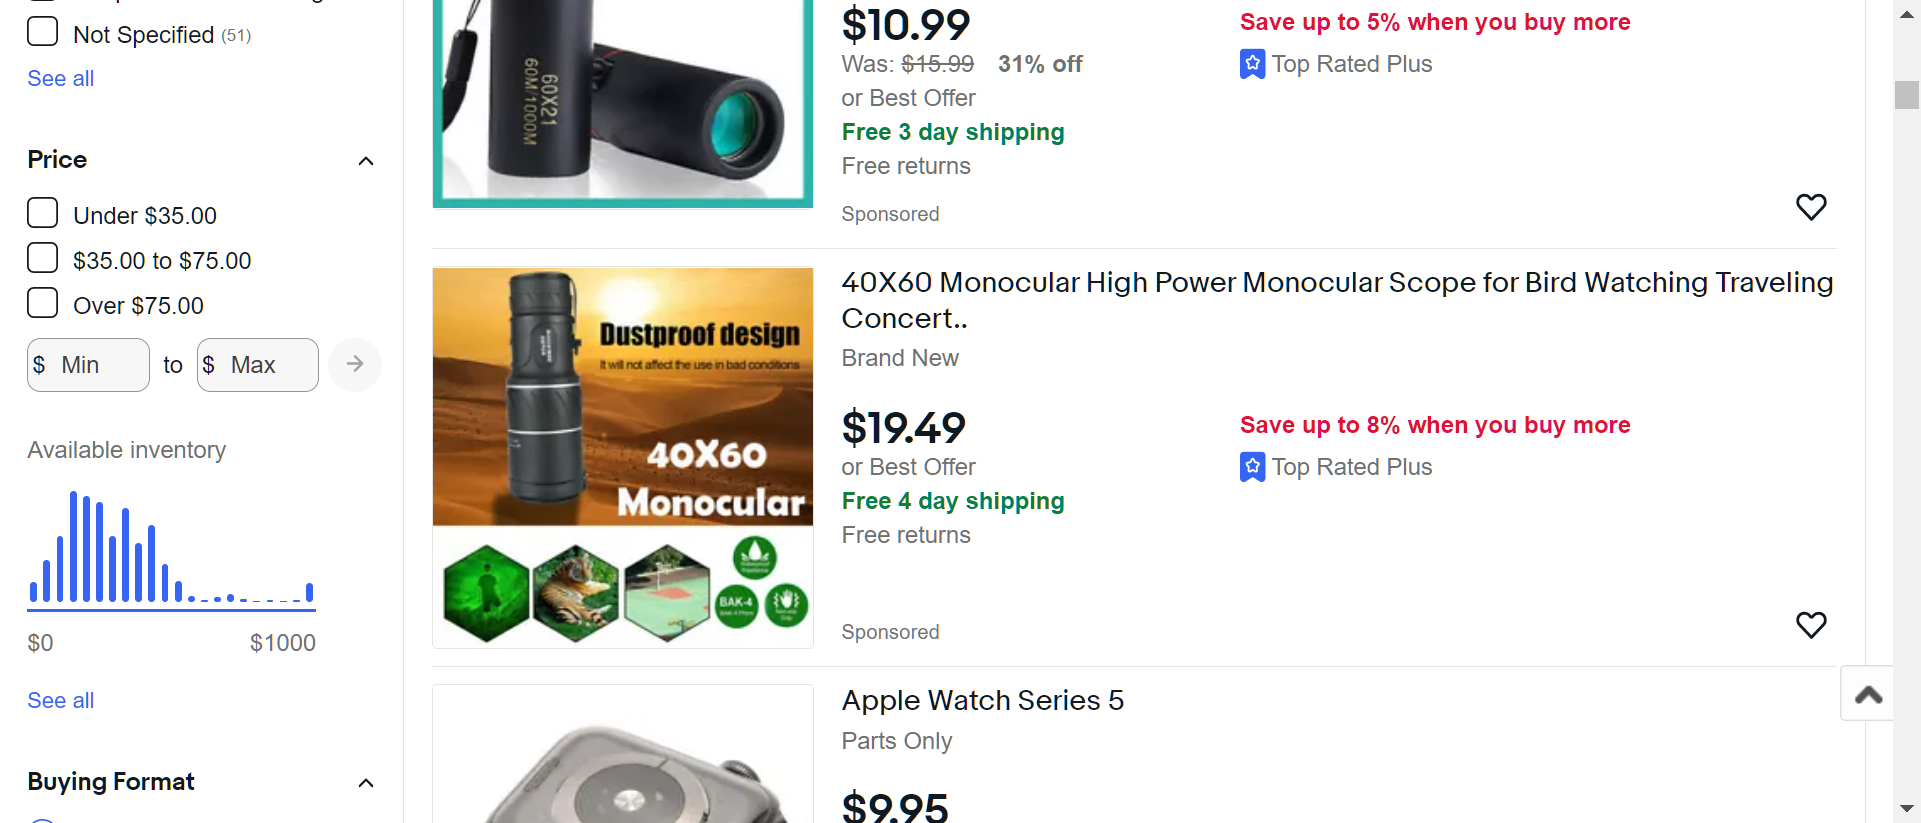 Not Specified (51)
See all
Price
Under $35.00
$35.00 to $75.00
Over $75.00
$ Min to $ Max
Available inventory
$0 $1000
See all
Buying Format
60X21
60M/1000M
$10.99
Was: $15.99 31% off
or Best Offer
Free 3 day shipping
Free returns
Sponsored
Save up to 5% when you buy more
Top Rated Plus
Dustproof design
It will not affect the use in bad conditions
40X60
Monocular
BAK-4
40X60 Monocular High Power Monocular Scope for Bird Watching Traveling
Concert..
Brand New
$19.49
or Best Offer
Free 4 day shipping
Free returns
Sponsored
Save up to 8% when you buy more
Top Rated Plus
Apple Watch Series 5
Parts Only
$9.95